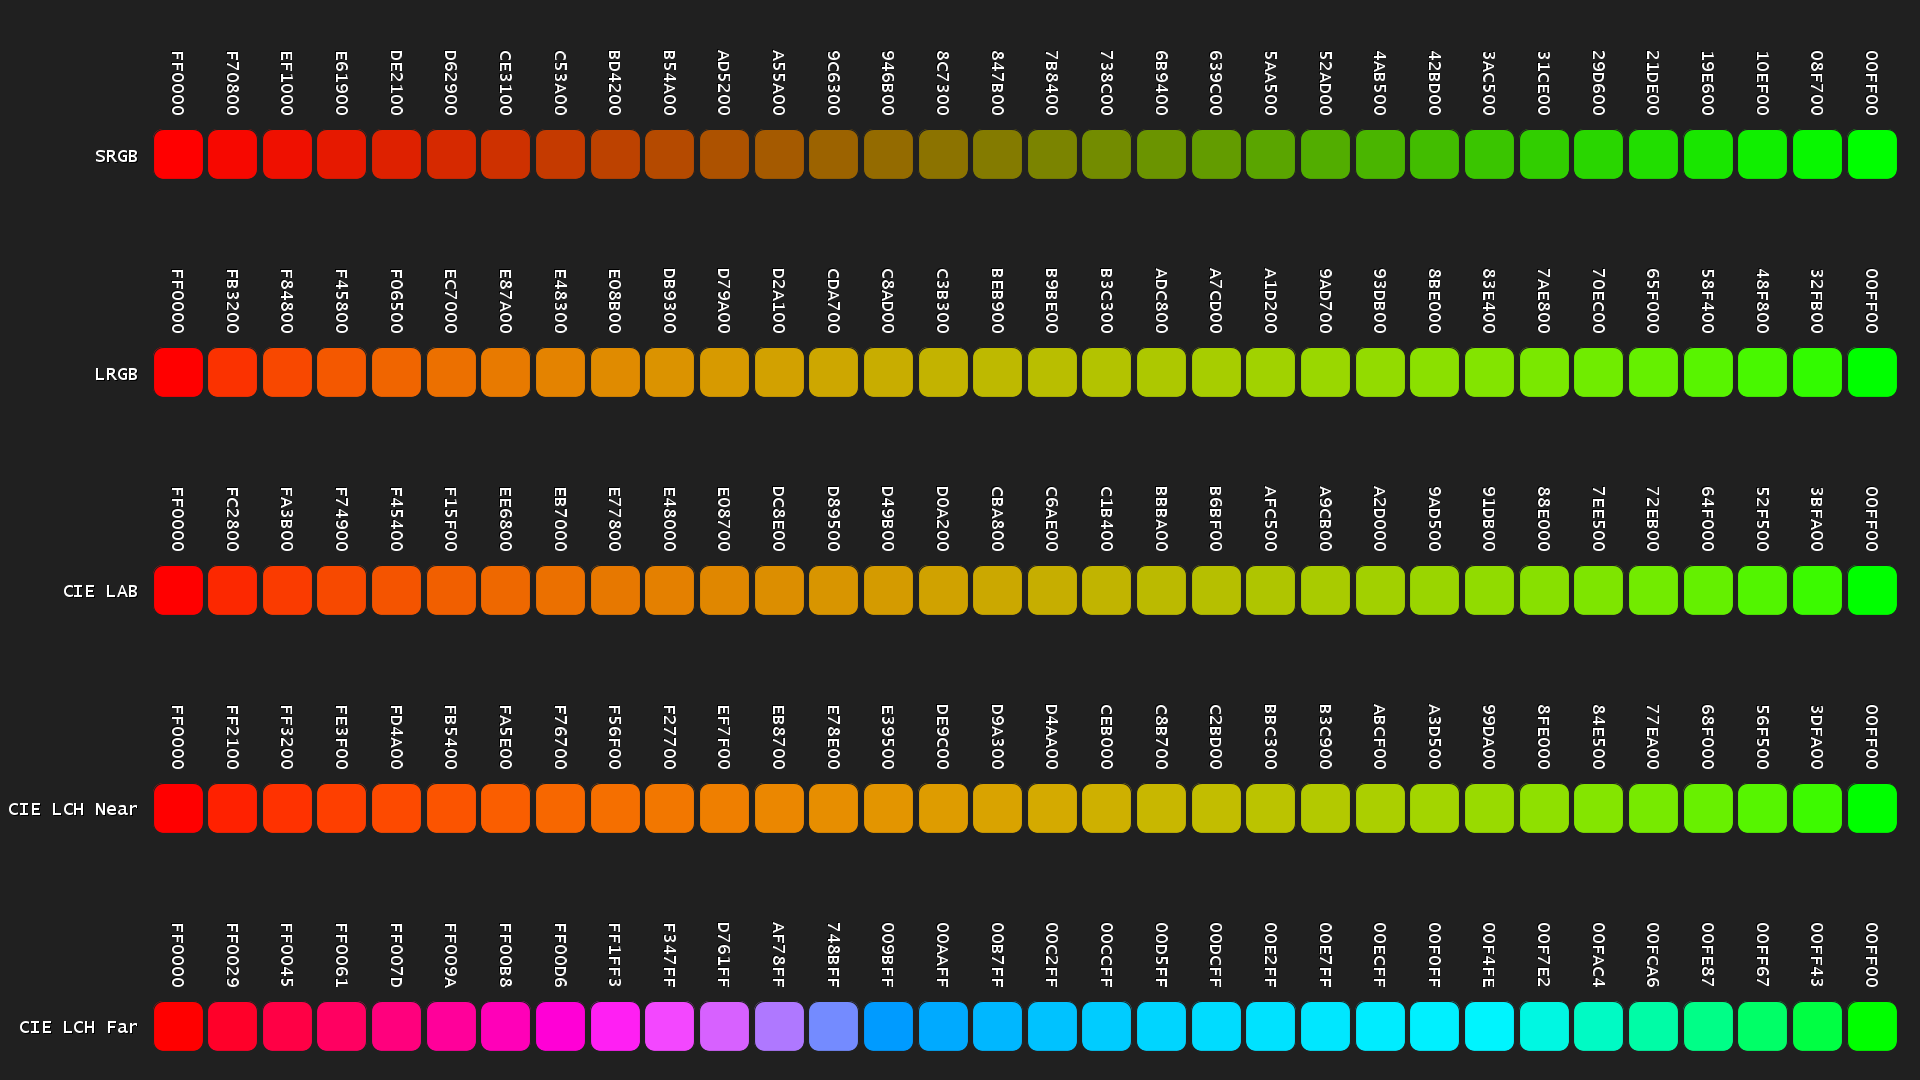 FF0000 F70800 EF1000 E61900 DE2100 D62900 CE3100 C53A00 BD4200 B54A00 AD5200 A55A00 9C6300 946B00 8C7300 847B00 7B8400 738C00 6B9400 639C00 5AA500 52AD00 4AB500 42BD00 3AC500 31CE00 29D600 21DE00 19E600 10EF00 08F700 00FF00
SRGB
FF0000 FB3200 F84800 F45800 F06500 EC7000 E87A00 E48300 E08B00 DB9300 D79A00 D2A100 CDA700 C8AD00 C3B300 BEB900 B9BE00 B3C300 ADC800 A7CD00 A1D200 9AD700 93DB00 8BE000 83E400 7AE800 70EC00 65F000 58F400 48F800 32FB00 00FF00
LRGB
FF0000 FC2800 FA3B00 F74900 F45400 F15F00 EE6800 EB7000 E77800 E48000 E08700 DC8E00 D89500 D49B00 D0A200 CBA800 C6AE00 C1B400 BBBA00 B6BF00 AFC500 A9CB00 A2D000 9AD500 91DB00 88E000 7EE500 72EB00 64F000 52F500 3BFA00 00FF00
CIE LAB
FF0000 FF2100 FF3200 FE3F00 FD4A00 FB5400 FA5E00 F76700 F56F00 F27700 EF7F00 EB8700 E78E00 E39500 DE9C00 D9A300 D4AA00 CEB000 C8B700 C2BD00 BBC300 B3C900 ABCF00 A3D500 99DA00 8FE000 84E500 77EA00 68F000 56F500 3DFA00 00FF00
CIE LCH Near
FF0000 FF0029 FF0045 FF0061 FF007D FF009A FF00B8 FF00D6 FF1FF3 F347FF D761FF AF78FF 748BFF 009BFF 00AAFF 00B7FF 00C2FF 00CCFF 00D5FF 00DCFF 00E2FF 00E7FF 00ECFF 00F0FF 00F4FE 00F7E2 00FAC4 00FCA6 00FE87 00FF67 00FF43 00FF00
CIE LCH Far